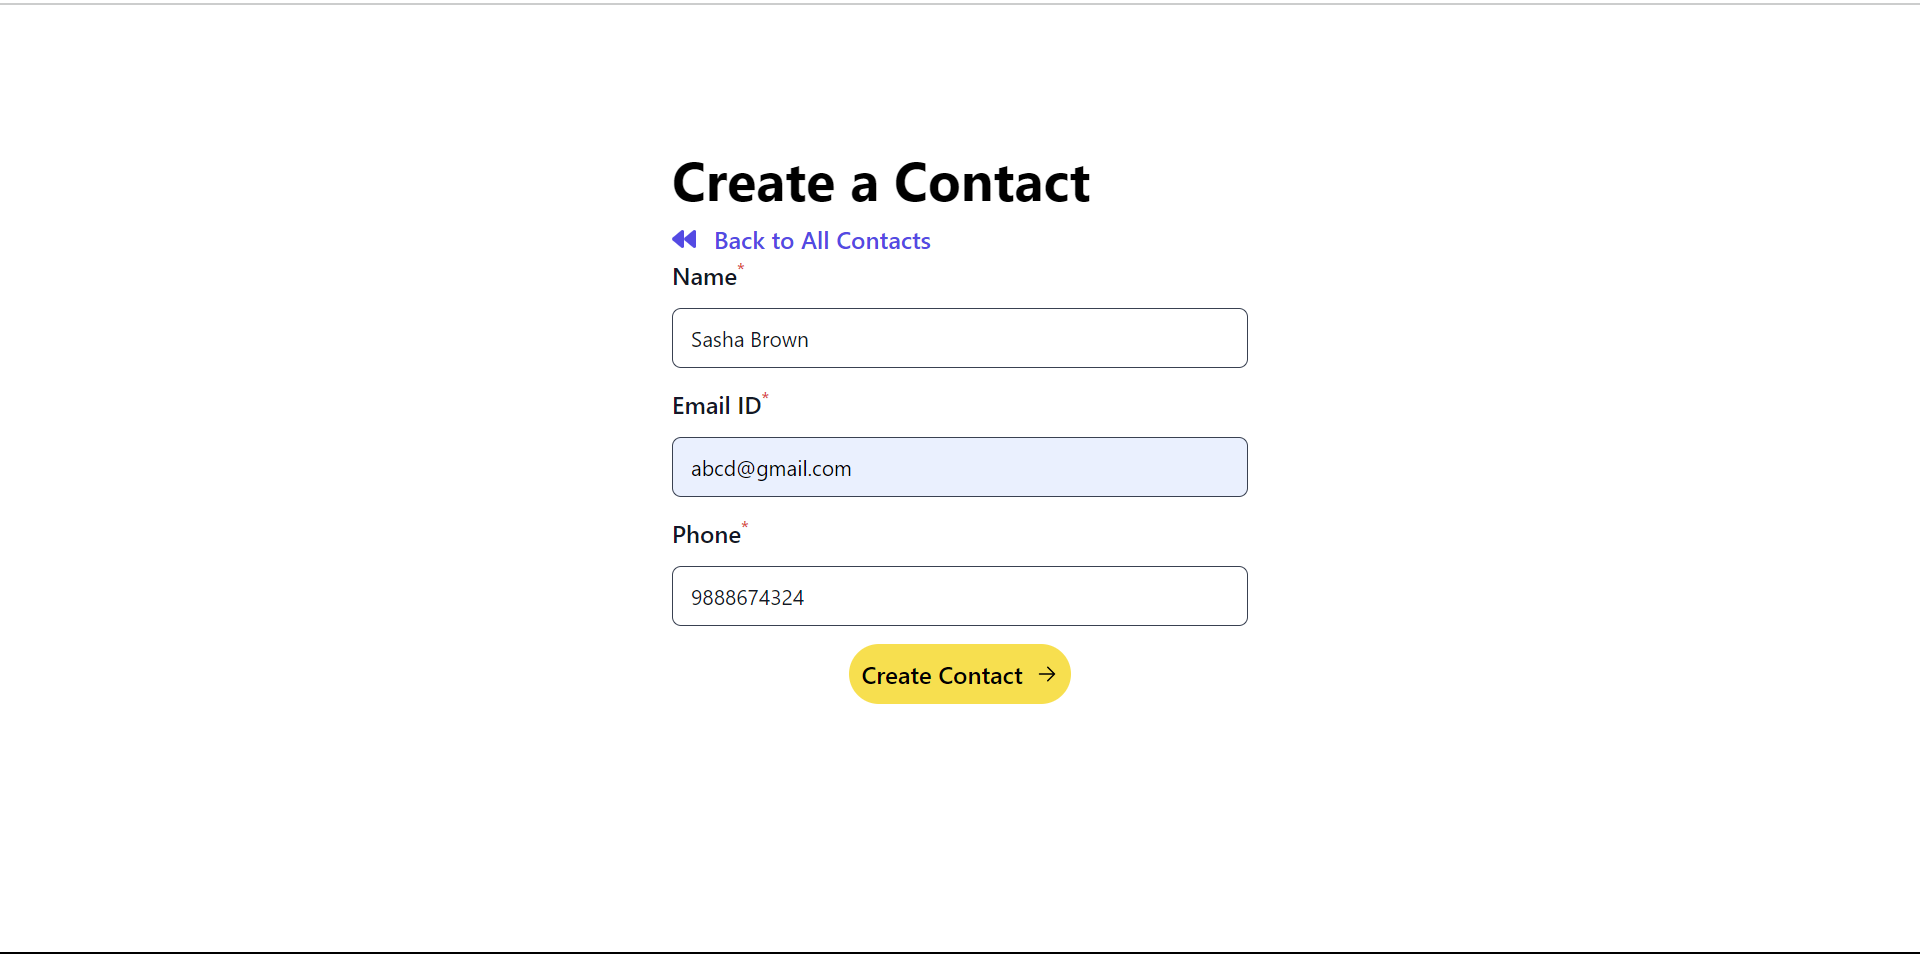 Create a Contact
Back to All Contacts
Name*
Sasha Brown
Email ID*
abcd@gmail.com
Phone*
9888674324
Create Contact →